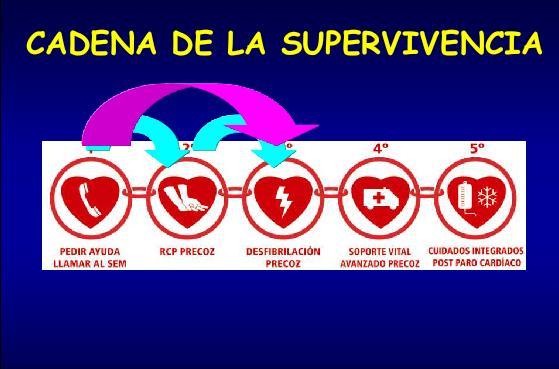 CADENA DE LA SUPERVIVENCIA
4º 5º
PEDIR AYUDA
LLAMAR AL SEM
RCP PRECOZ
DESFIBRILACIÓN
PRECOZ
SOPORTE VITAL
AVANZADO PRECOZ
CUIDADOS INTEGRADOS
POST PARO CARDÍACO